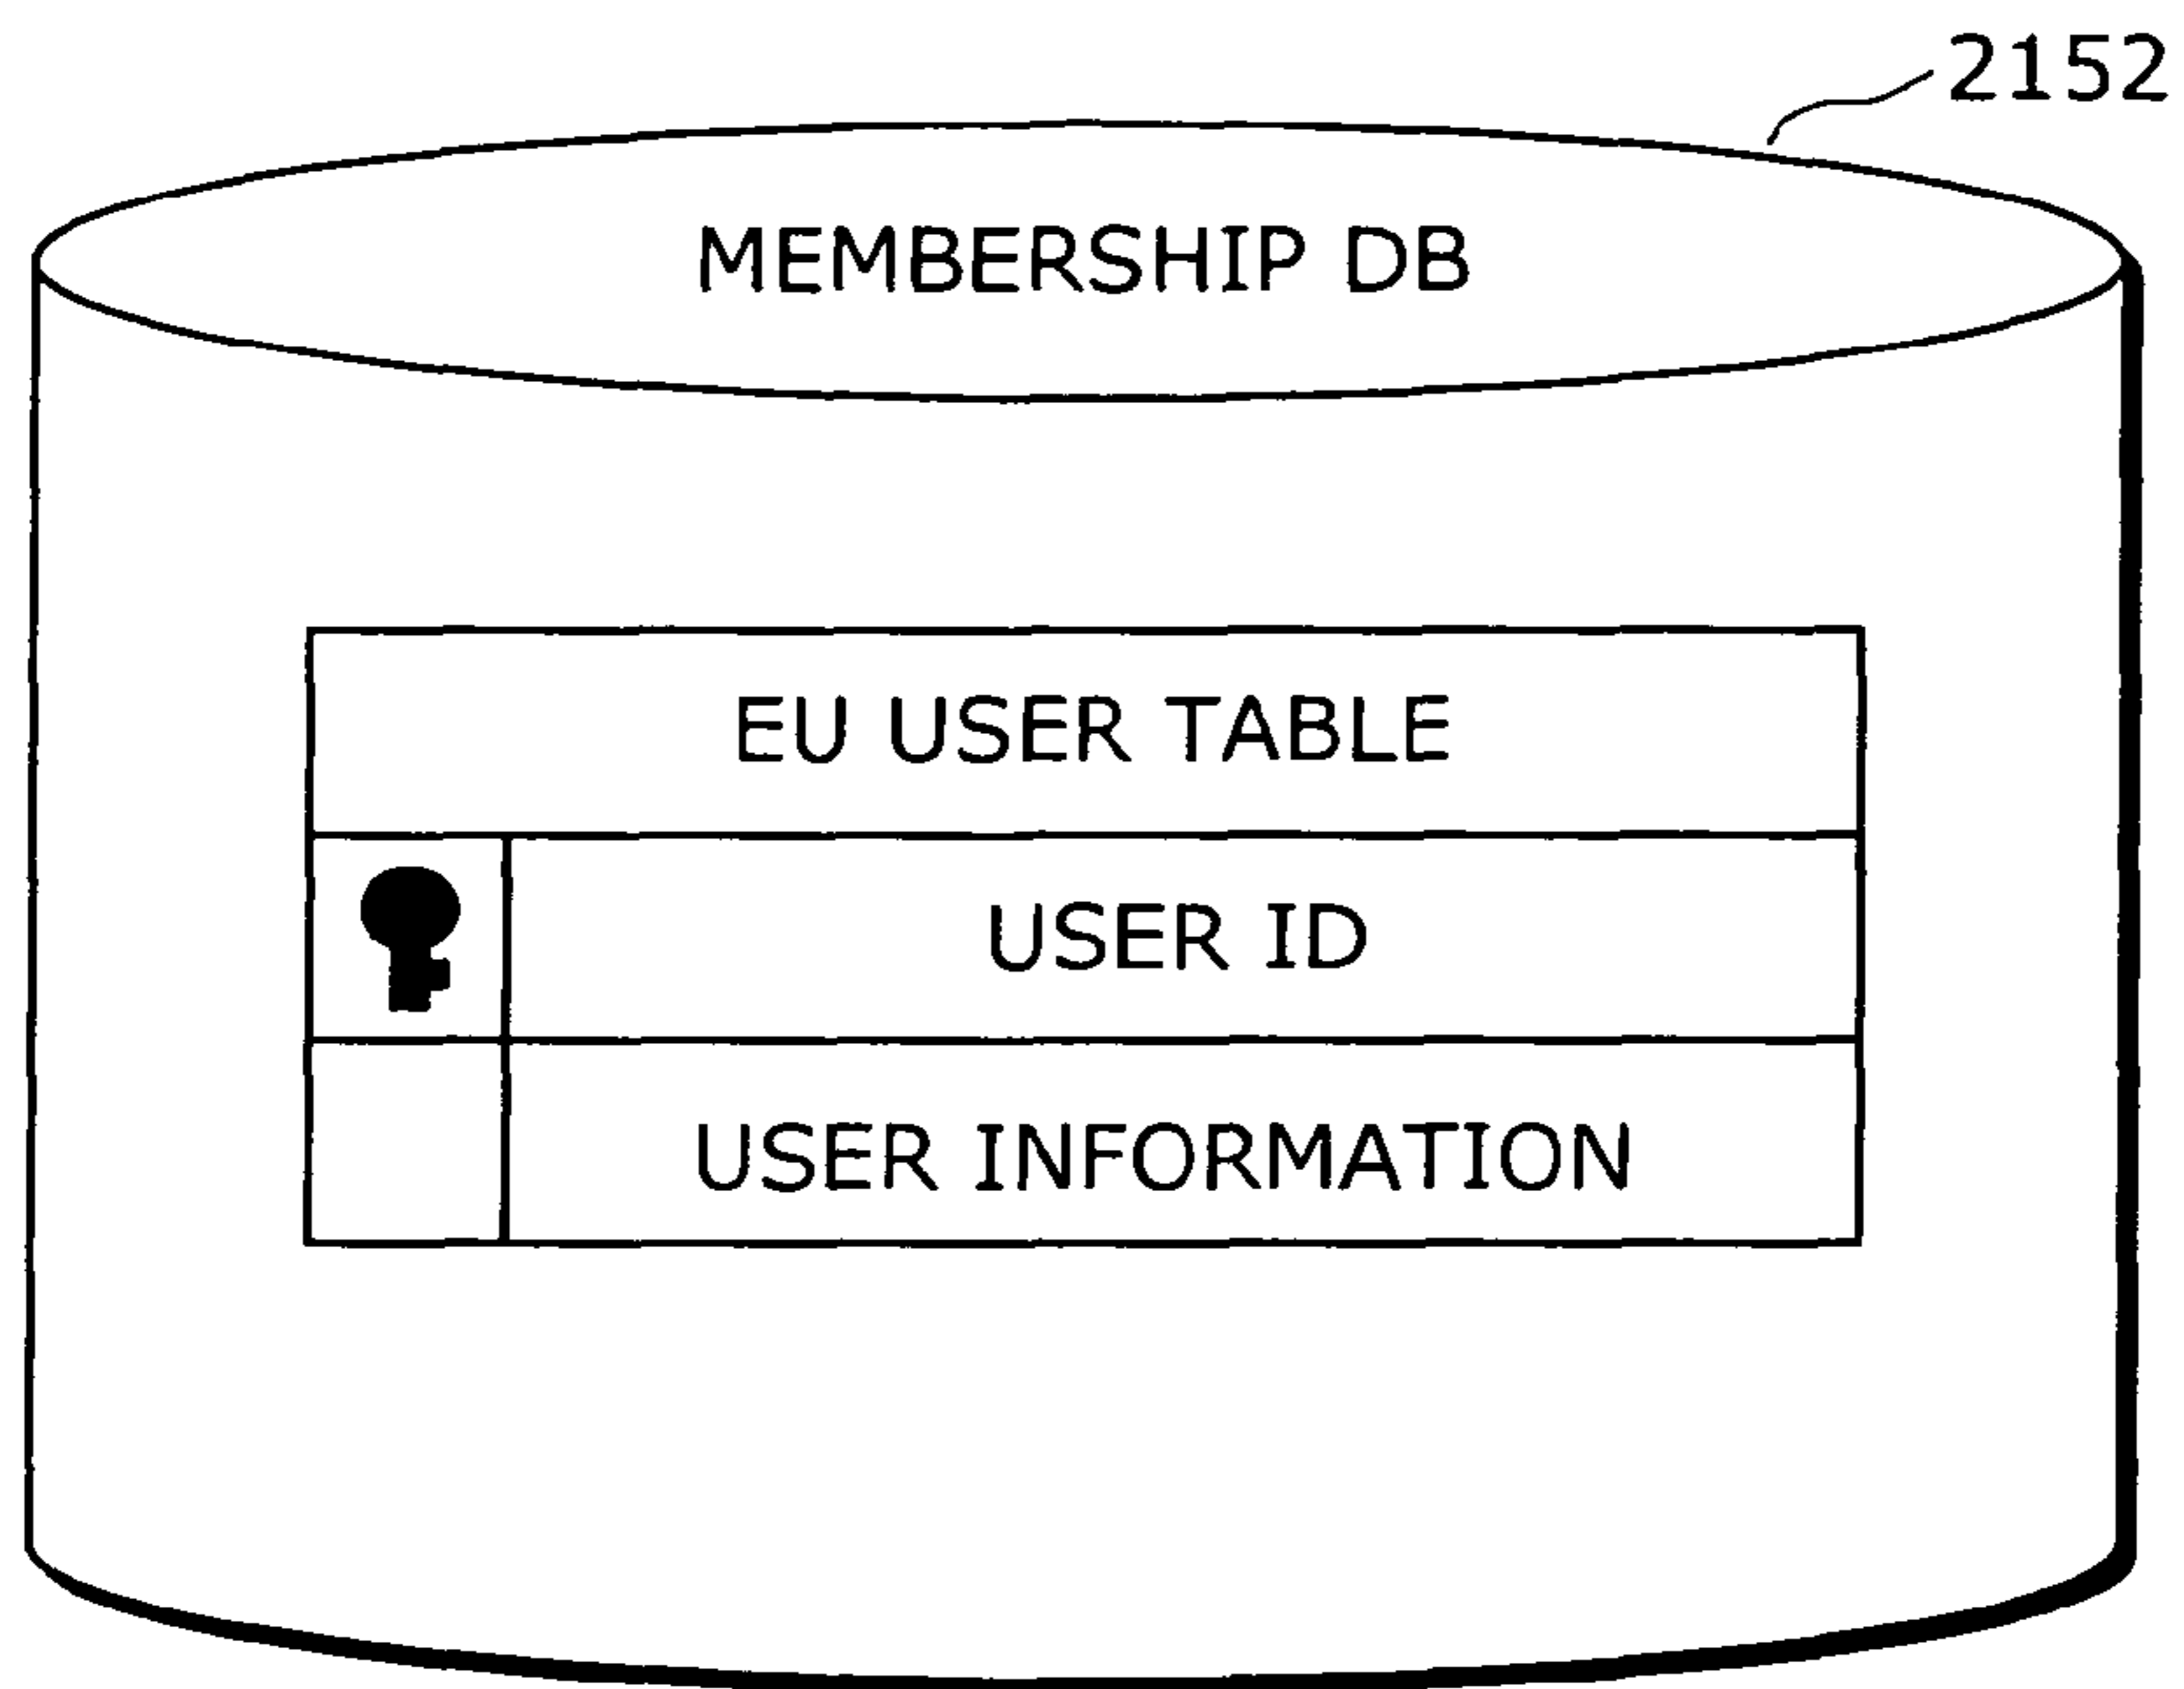 2152
MEMBERSHIP DB
EU USER TABLE
USER ID
USER INFORMATION